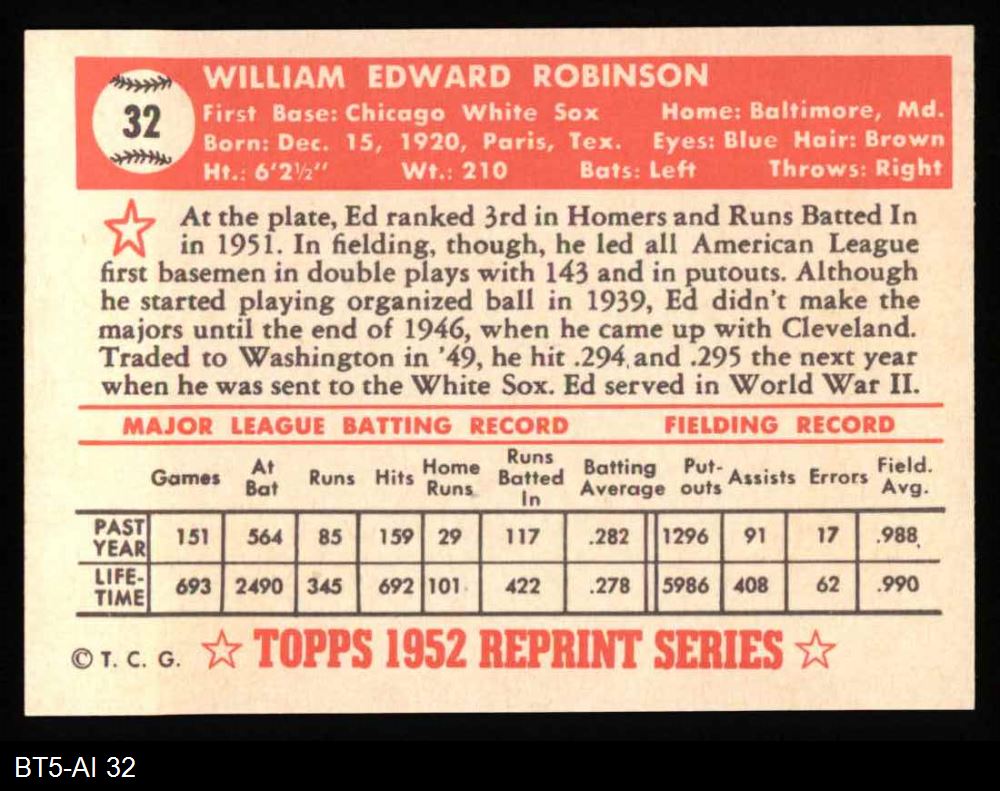 32
WILLIAM EDWARD ROBINSON
First Base: Chicago White Sox Home: Baltimore, Md.
Born: Dec. 15, 1920, Paris, Tex. Eyes: Blue Hair: Brown
Ht.: 6'2½" Wt.: 210 Bats: Left Throws: Right
At the plate, Ed ranked 3rd in Homers and Runs Batted In
in 1951. In fielding, though, he led all American League
first basemen in double plays with 143 and in putouts. Although
he started playing organized ball in 1939, Ed didn't make the
majors until the end of 1946, when he came up with Cleveland.
Traded to Washington in '49, he hit .294 and .295 the next year
when he was sent to the White Sox. Ed served in World War II.
MAJOR LEAGUE BATTING RECORD FIELDING RECORD
Games At Bat Runs Hits Home Runs Runs Batted In Batting Average Put-outs Assists Errors Field. Avg.
PAST YEAR 151 564 85 159 29 117 .282 1296 91 17 .988
LIFE-TIME 693 2490 345 692 101 422 .278 5986 408 62 .990
© T. C. G. TOPPS 1952 REPRINT SERIES
BT5-AI 32